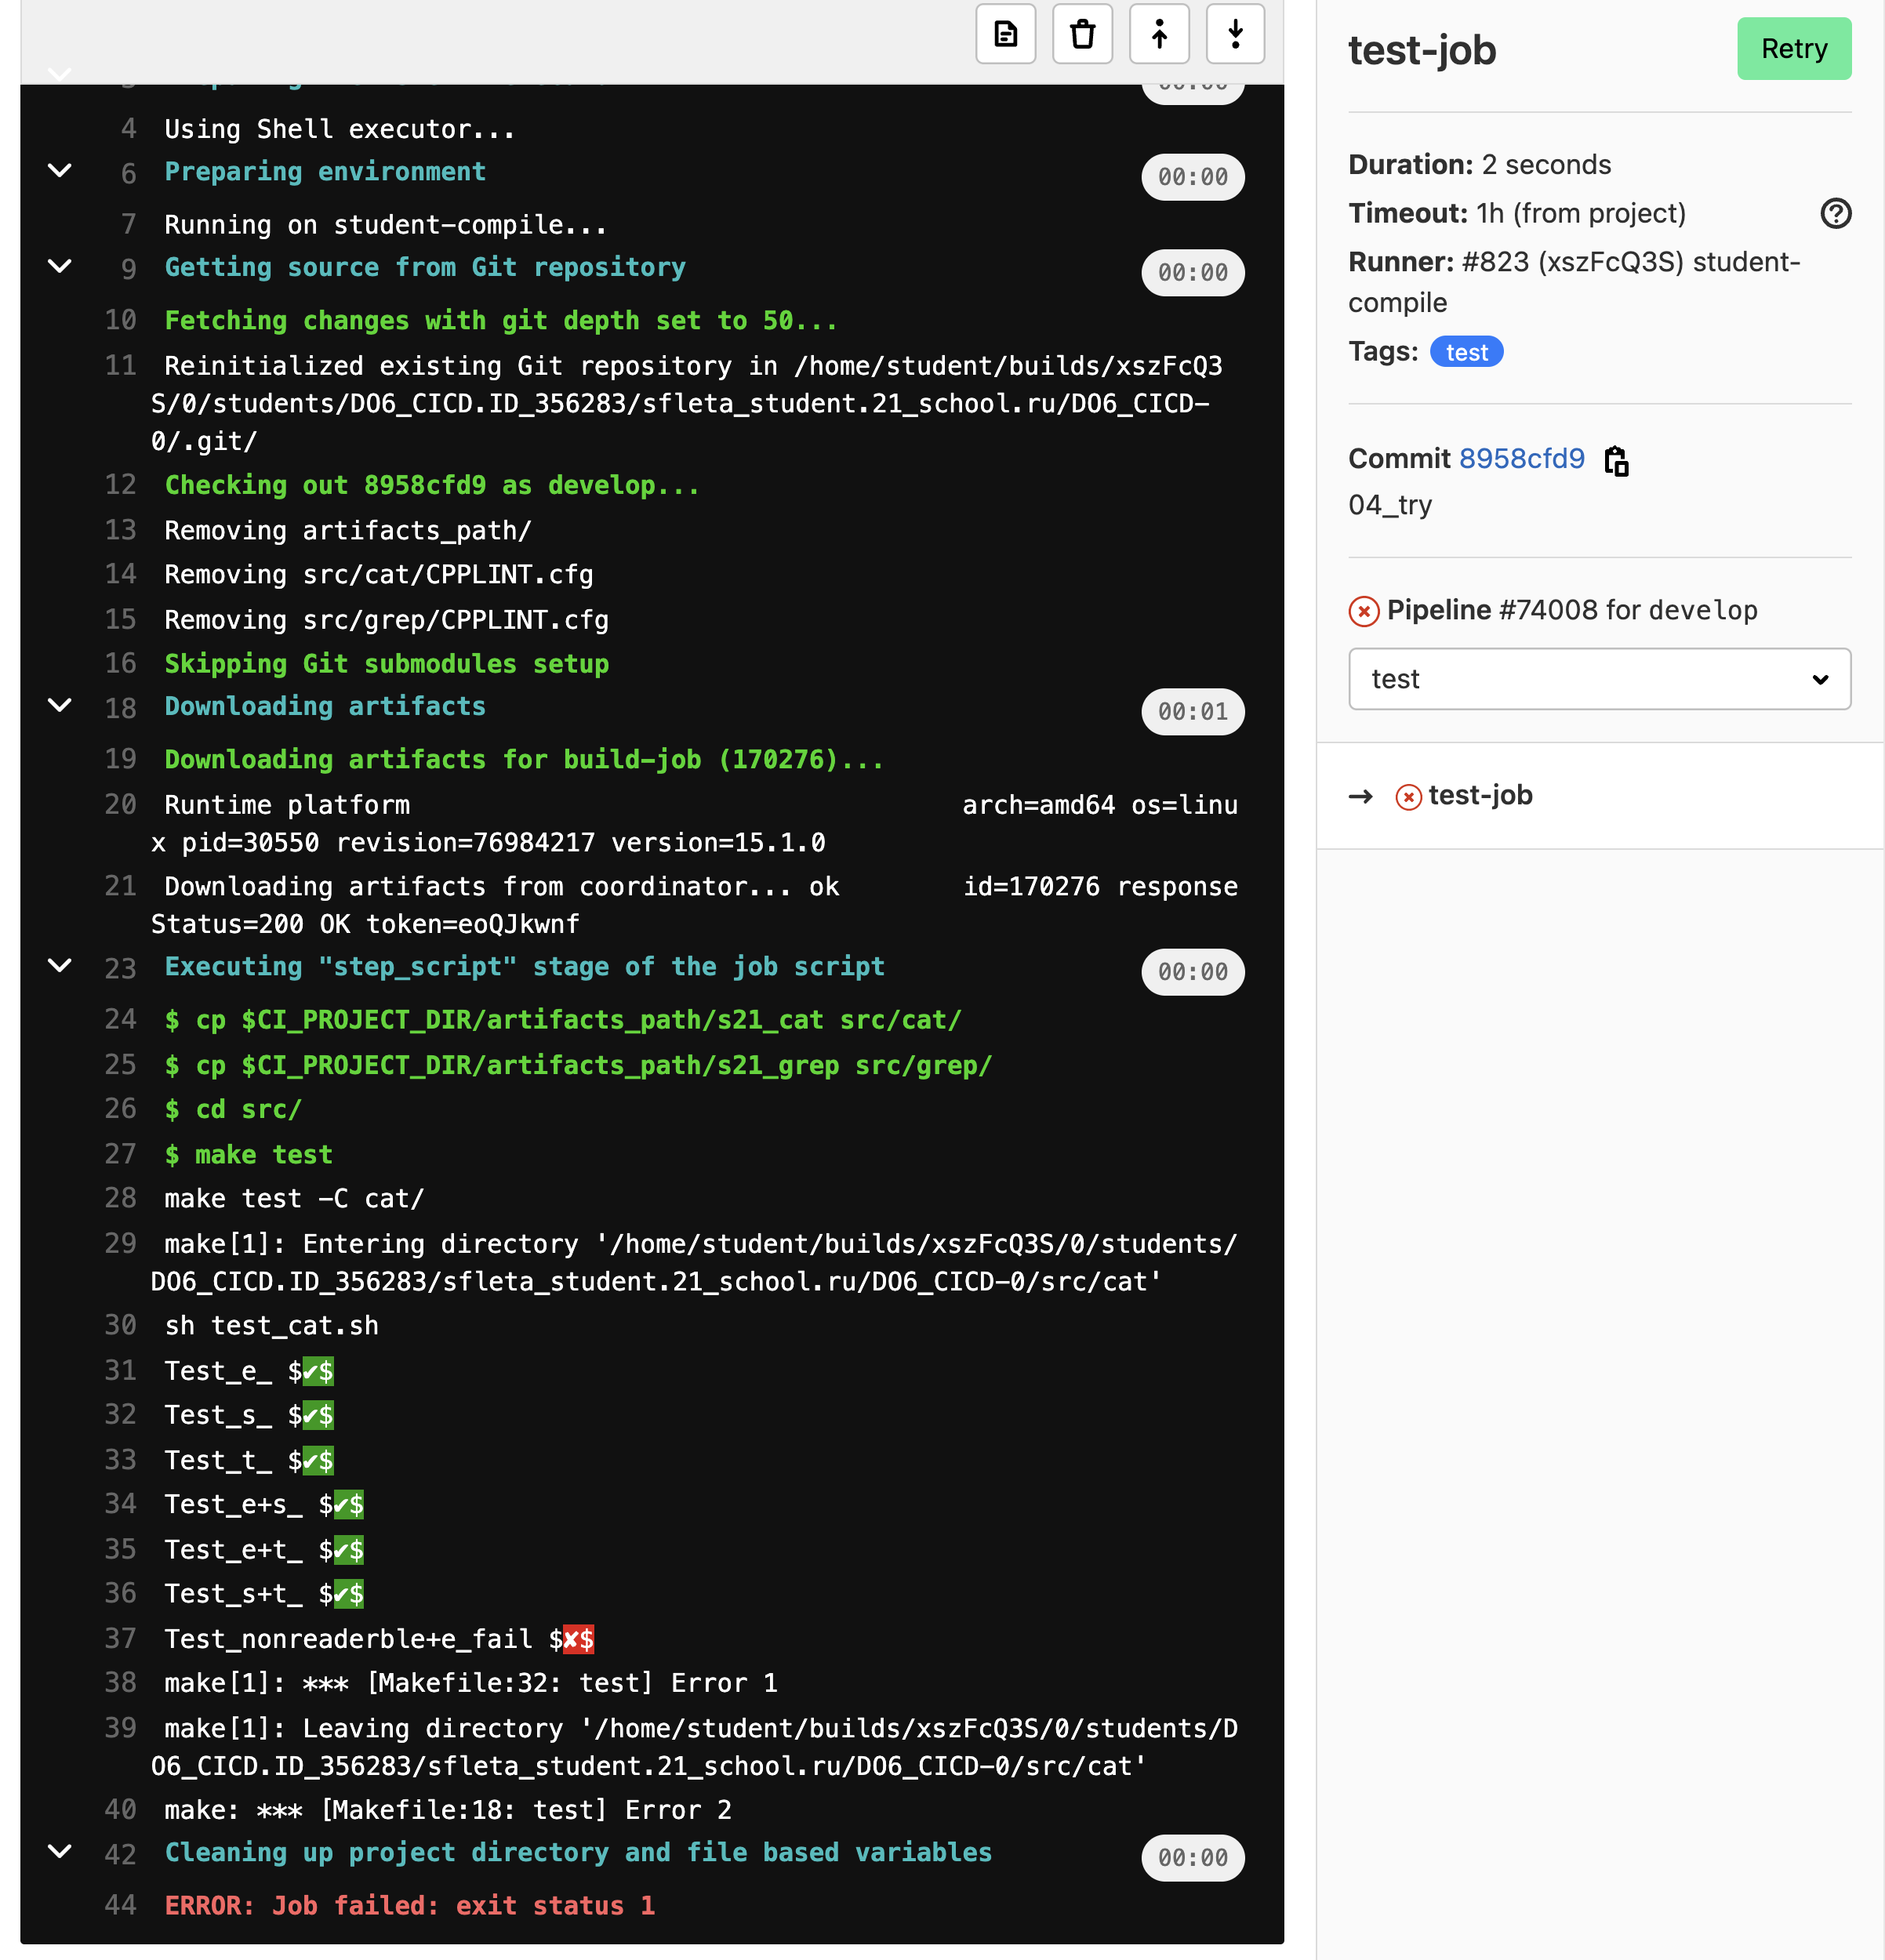 4 Using Shell executor...
6 Preparing environment 00:00
7 Running on student-compile...
9 Getting source from Git repository 00:00
10 Fetching changes with git depth set to 50...
11 Reinitialized existing Git repository in /home/student/builds/xszFcQ3
S/0/students/DO6_CICD.ID_356283/sfleta_student.21_school.ru/DO6_CICD-
0/.git/
12 Checking out 8958cfd9 as develop...
13 Removing artifacts_path/
14 Removing src/cat/CPPLINT.cfg
15 Removing src/grep/CPPLINT.cfg
16 Skipping Git submodules setup
18 Downloading artifacts 00:01
19 Downloading artifacts for build-job (170276)...
20 Runtime platform arch=amd64 os=linu
x pid=30550 revision=76984217 version=15.1.0
21 Downloading artifacts from coordinator... ok id=170276 response
Status=200 OK token=eoQJkwnf
23 Executing "step_script" stage of the job script 00:00
24 $ cp $CI_PROJECT_DIR/artifacts_path/s21_cat src/cat/
25 $ cp $CI_PROJECT_DIR/artifacts_path/s21_grep src/grep/
26 $ cd src/
27 $ make test
28 make test -C cat/
29 make[1]: Entering directory '/home/student/builds/xszFcQ3S/0/students/
DO6_CICD.ID_356283/sfleta_student.21_school.ru/DO6_CICD-0/src/cat'
30 sh test_cat.sh
31 Test_e_ $✔$
32 Test_s_ $✔$
33 Test_t_ $✔$
34 Test_e+s_ $✔$
35 Test_e+t_ $✔$
36 Test_s+t_ $✔$
37 Test_nonreaderble+e_fail $✘$
38 make[1]: *** [Makefile:32: test] Error 1
39 make[1]: Leaving directory '/home/student/builds/xszFcQ3S/0/students/D
O6_CICD.ID_356283/sfleta_student.21_school.ru/DO6_CICD-0/src/cat'
40 make: *** [Makefile:18: test] Error 2
42 Cleaning up project directory and file based variables 00:00
44 ERROR: Job failed: exit status 1
test-job
Retry
Duration: 2 seconds
Timeout: 1h (from project)
Runner: #823 (xszFcQ3S) student-
compile
Tags: test
Commit 8958cfd9
04_try
Pipeline #74008 for develop
test
→ test-job